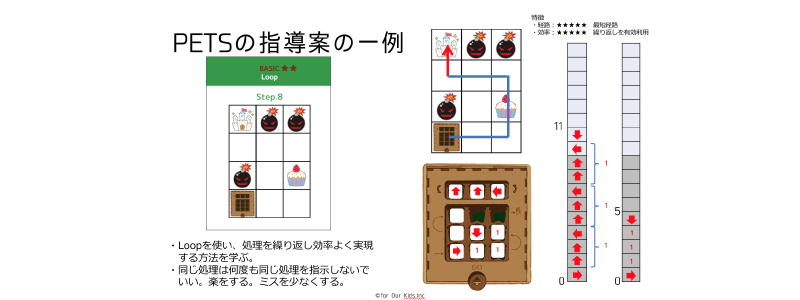 PETSの指導案の一例
BASIC ★★
Loop
Step.8
・Loopを使い、処理を繰り返し効率よく実現
する方法を学ぶ。
・同じ処理は何度も同じ処理を指示しないで
いい。楽をする。ミスを少なくする。
特徴
・経路：★★★★★ 最短経路
・効率：★★★★★ 繰り返しを有効利用
11
1
1
1
0
5
1
1
1
0
1
1
1
GO
©for Our Kids.Inc